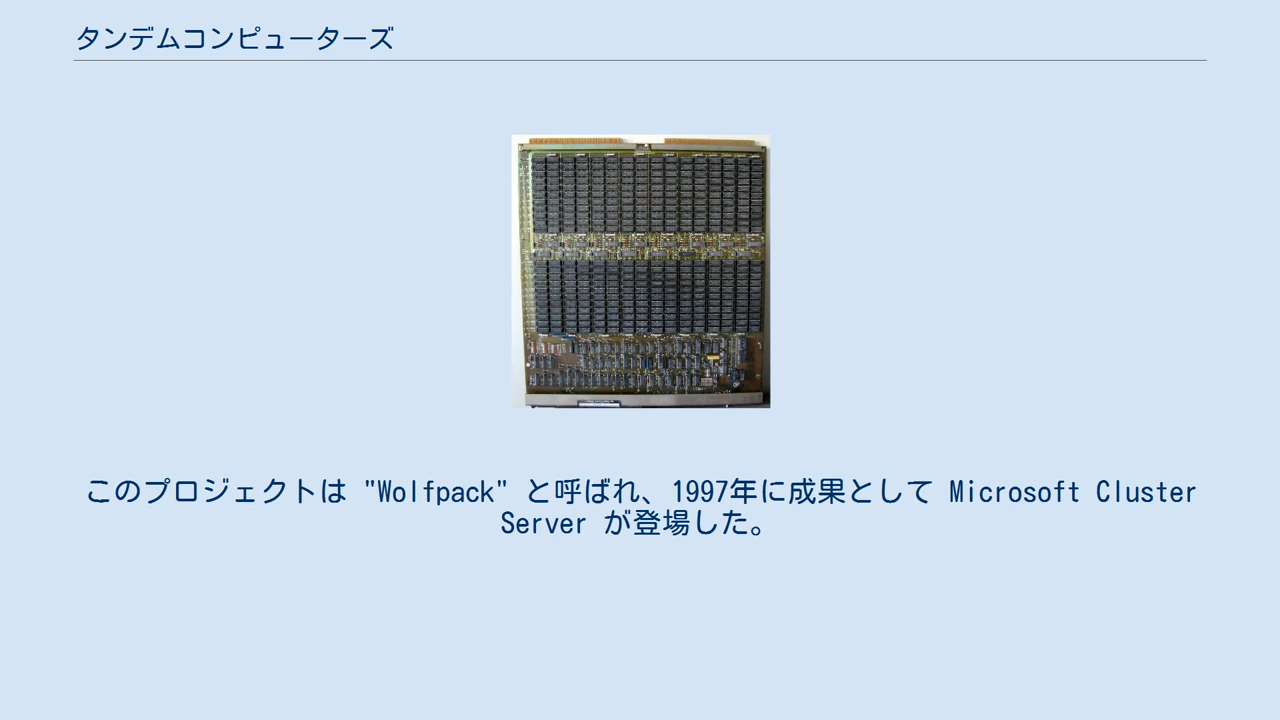 タンデムコンピューターズ
このプロジェクトは "Wolfpack" と呼ばれ、1997年に成果として Microsoft Cluster
Server が登場した。